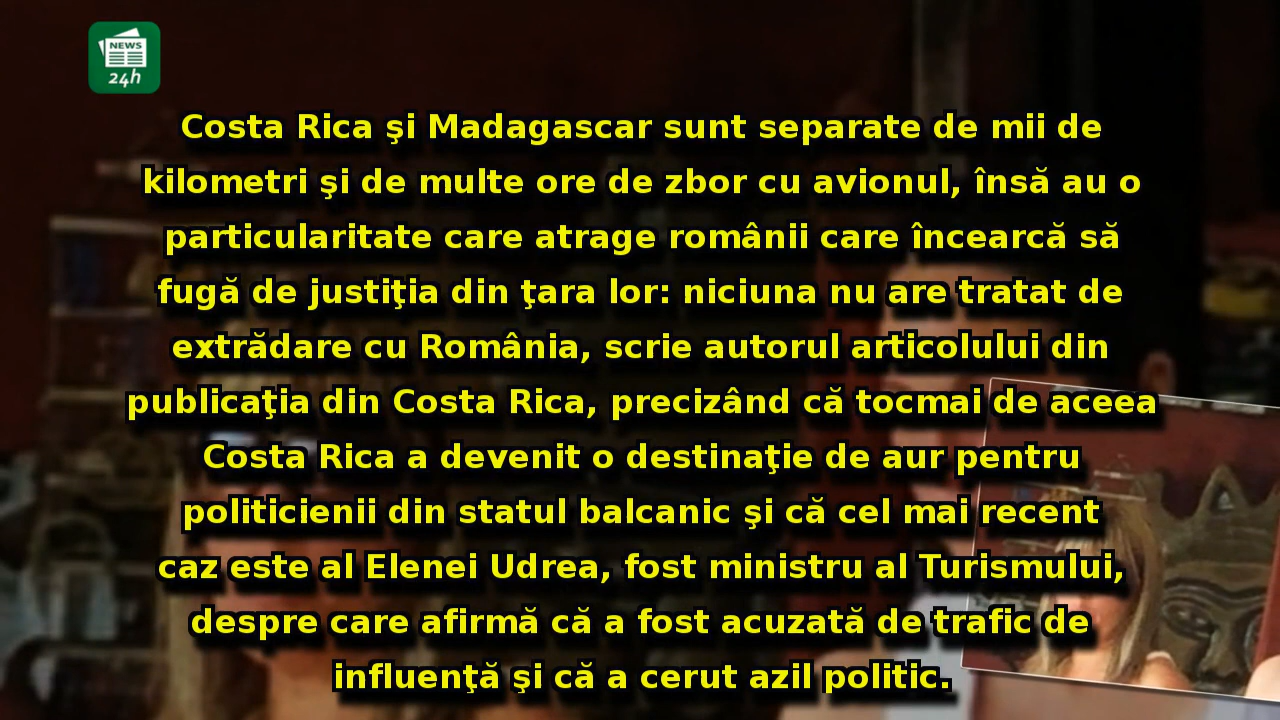 NEWS
24h
Costa Rica şi Madagascar sunt separate de mii de
kilometri şi de multe ore de zbor cu avionul, însă au o
particularitate care atrage românii care încearcă să
fugă de justiţia din ţara lor: niciuna nu are tratat de
extrădare cu România, scrie autorul articolului din
publicaţia din Costa Rica, precizând că tocmai de aceea
Costa Rica a devenit o destinaţie de aur pentru
politicienii din statul balcanic şi că cel mai recent
caz este al Elenei Udrea, fost ministru al Turismului,
despre care afirmă că a fost acuzată de trafic de
influenţă şi că a cerut azil politic.